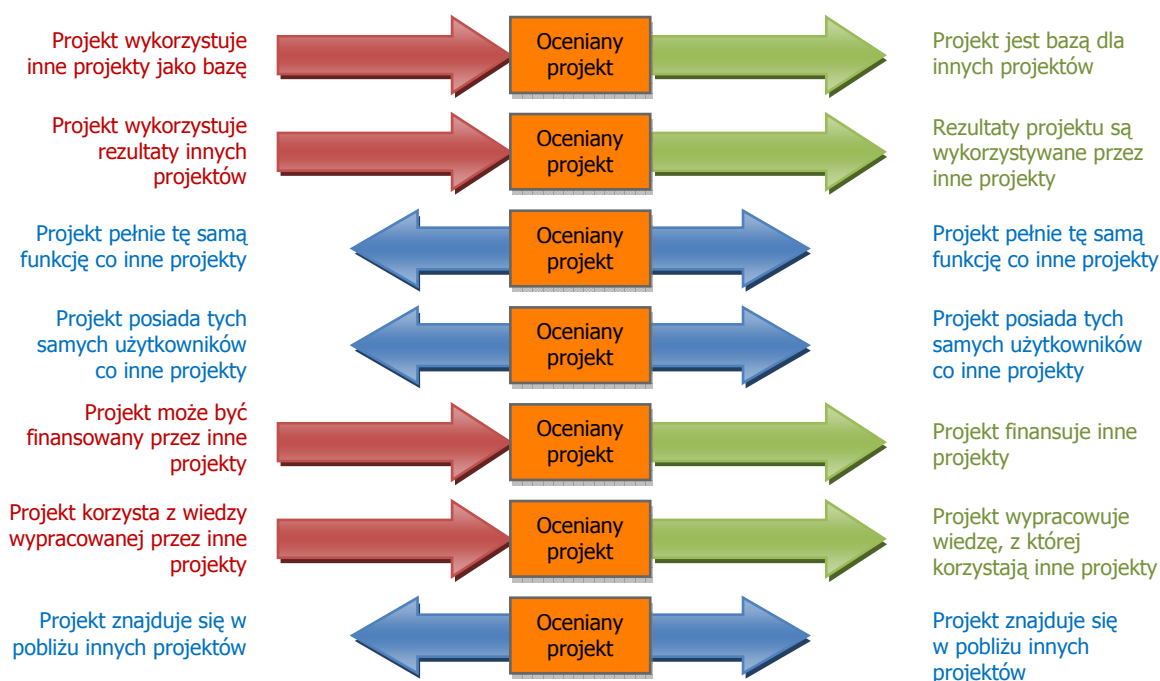 Projekt wykorzystuje
inne projekty jako bazę
Oceniany
projekt
Projekt jest bazą dla
innych projektów
Projekt wykorzystuje
rezultaty innych
projektów
Oceniany
projekt
Rezultaty projektu są
wykorzystywane przez
inne projekty
Projekt pełnie tę samą
funkcję co inne projekty
Oceniany
projekt
Projekt pełnie tę samą
funkcję co inne projekty
Projekt posiada tych
samych użytkowników
co inne projekty
Oceniany
projekt
Projekt posiada tych
samych użytkowników
co inne projekty
Projekt może być
finansowany przez inne
projekty
Oceniany
projekt
Projekt finansuje inne
projekty
Projekt korzysta z wiedzy
wypracowanej przez inne
projekty
Oceniany
projekt
Projekt wypracowuje
wiedzę, z której
korzystają inne projekty
Projekt znajduje się w
pobliżu innych projektów
Oceniany
projekt
Projekt znajduje się
w pobliżu innych
projektów